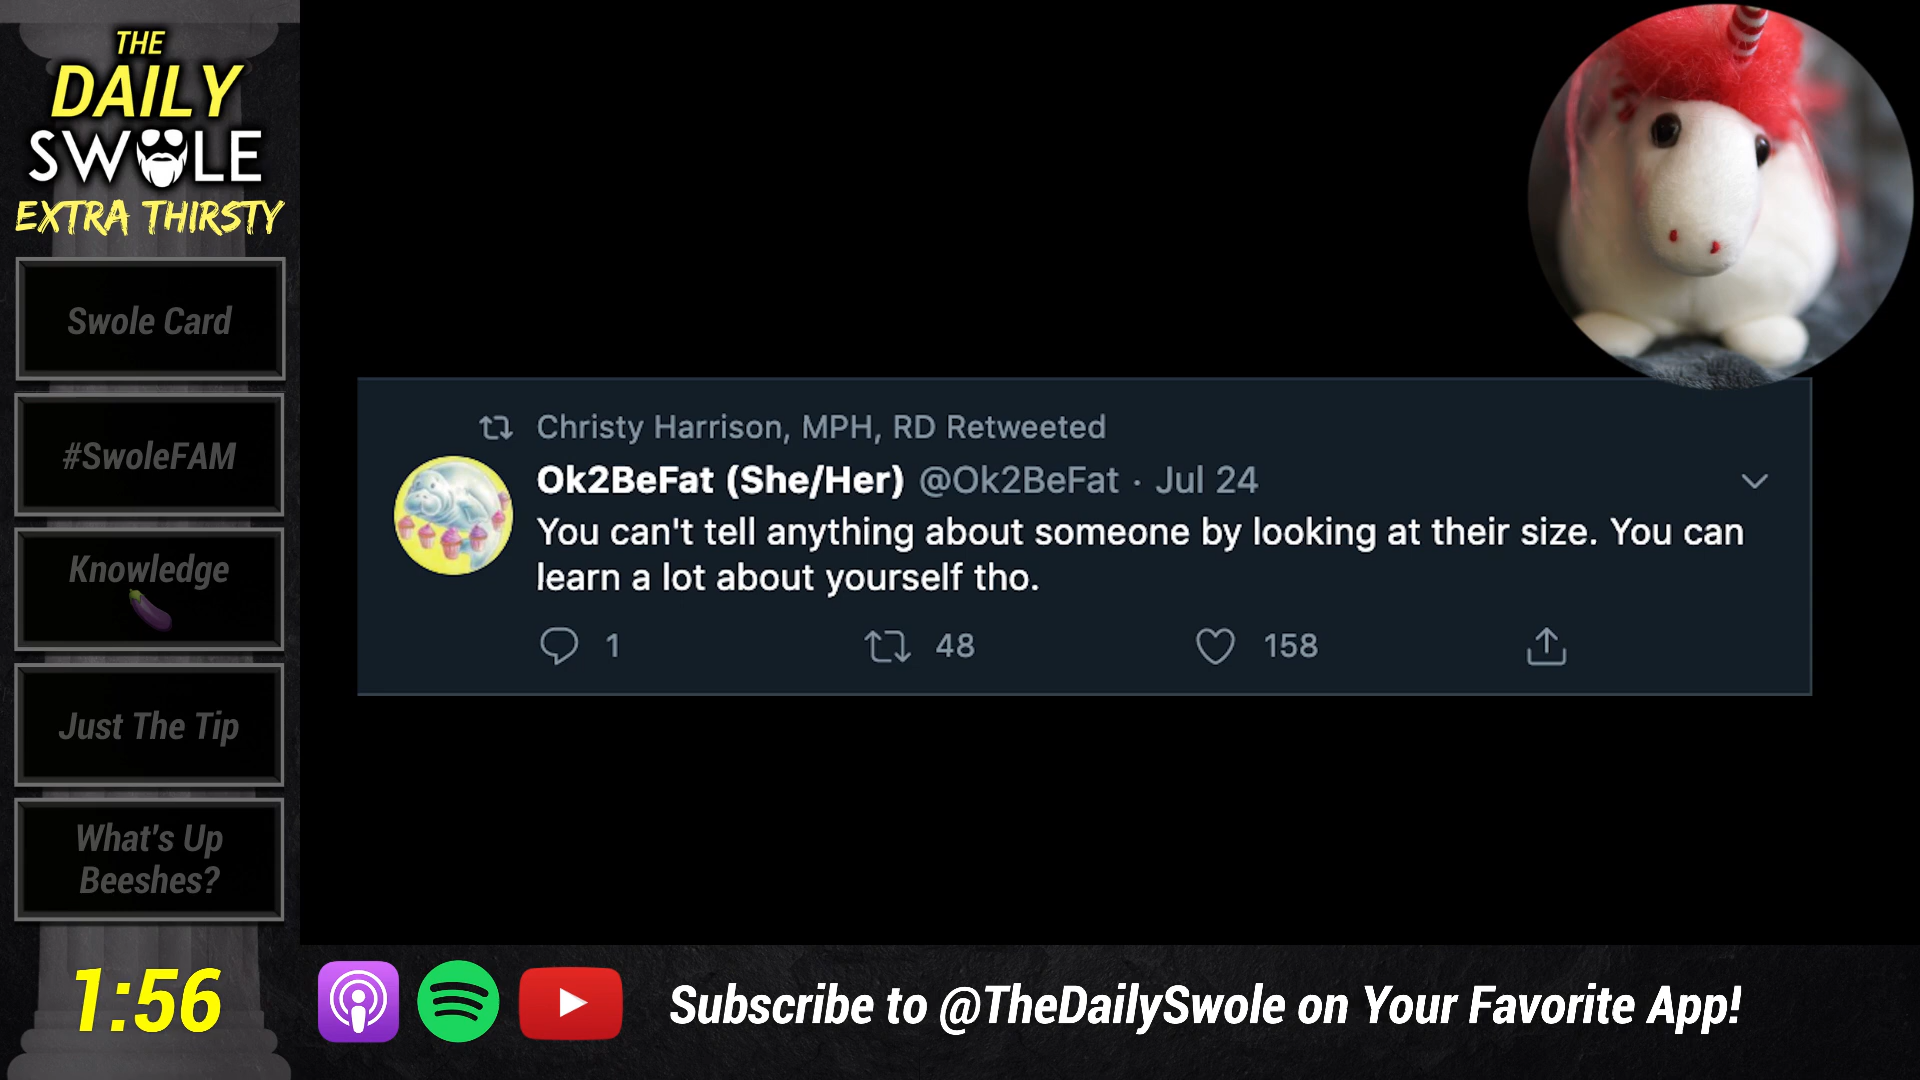 THE
DAILY
SWOLE
EXTRA THIRSTY
Swole Card
#SwoleFAM
Knowledge
Just The Tip
What's Up
Beeshes?
1:56
Christy Harrison, MPH, RD Retweeted
Ok2BeFat (She/Her) @Ok2BeFat · Jul 24
You can't tell anything about someone by looking at their size. You can
learn a lot about yourself tho.
1 48 158
Subscribe to @TheDailySwole on Your Favorite App!